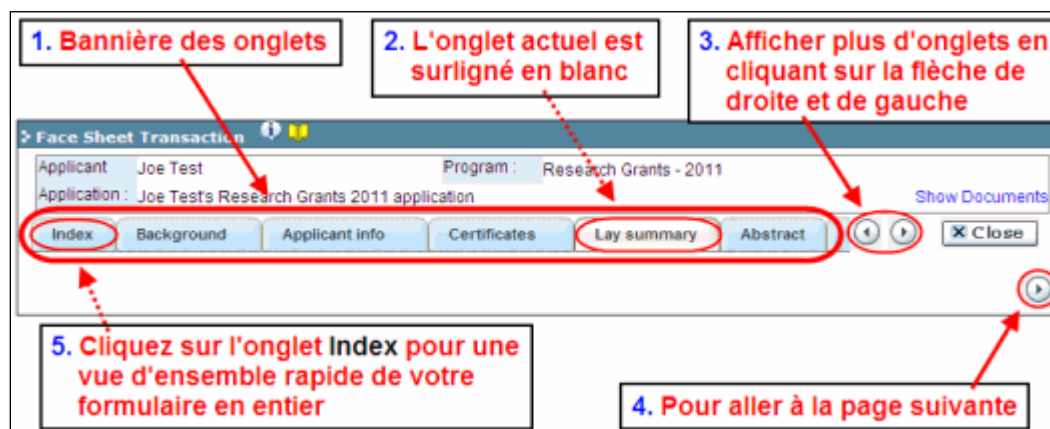 1. Bannière des onglets
2. L'onglet actuel est
surligné en blanc
3. Afficher plus d'onglets en
cliquant sur la flèche de
droite et de gauche
Face Sheet Transaction
Applicant Joe Test Program : Research Grants - 2011
Application : Joe Test's Research Grants 2011 application Show Documents
Index Background Applicant info Certificates Lay summary Abstract Close
5. Cliquez sur l'onglet Index pour une
vue d'ensemble rapide de votre
formulaire en entier
4. Pour aller à la page suivante